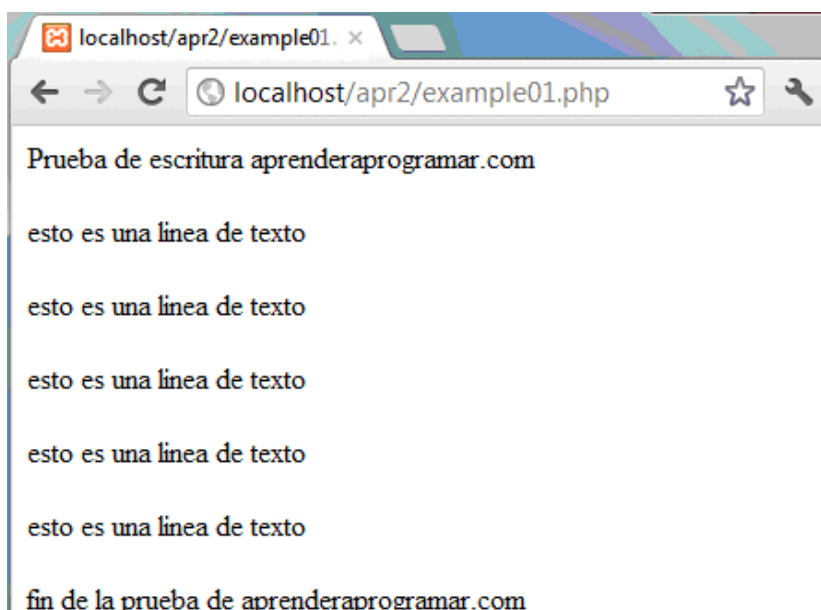 localhost/apr2/example01.
localhost/apr2/example01.php
Prueba de escritura aprenderaprogramar.com
esto es una linea de texto
esto es una linea de texto
esto es una linea de texto
esto es una linea de texto
esto es una linea de texto
fin de la prueba de aprenderaprogramar.com